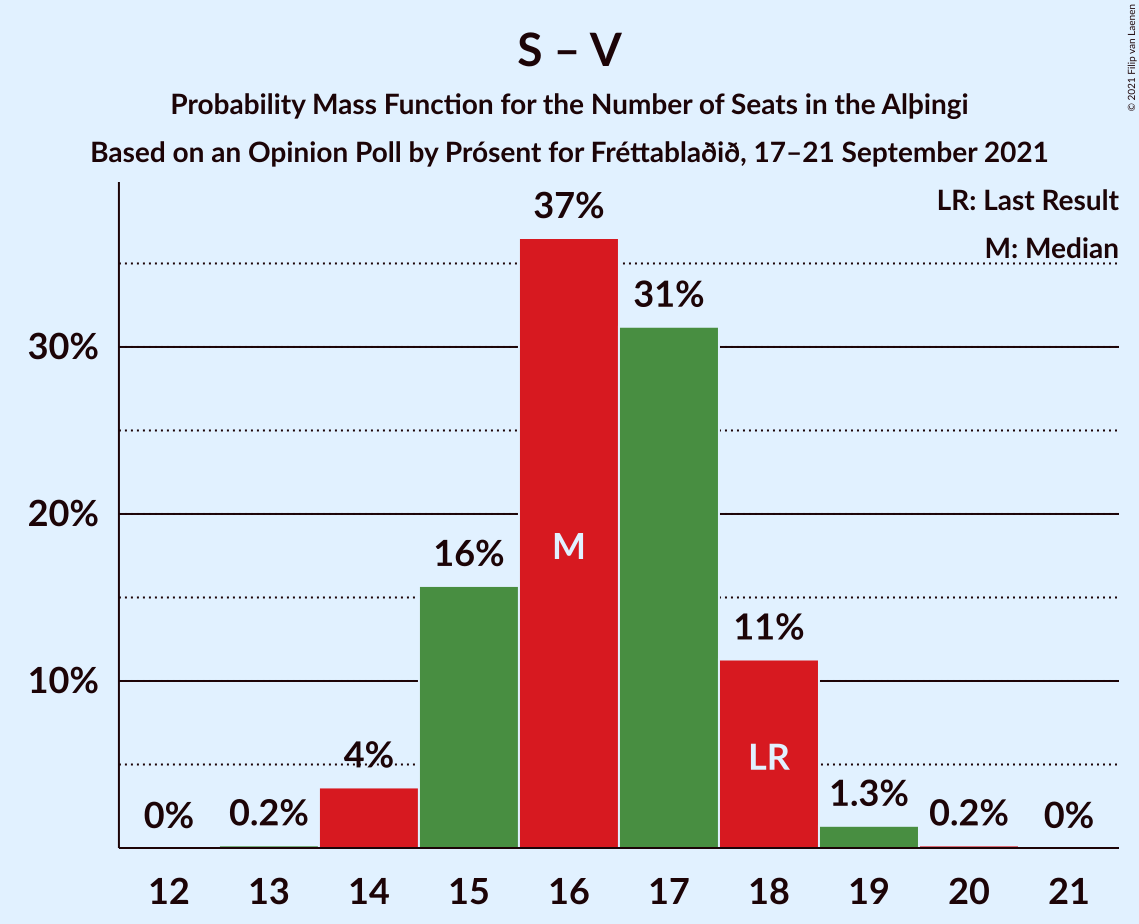 S – V
Probability Mass Function for the Number of Seats in the Alþingi
Based on an Opinion Poll by Prósent for Fréttablaðið, 17–21 September 2021
© 2021 Filip van Laenen
LR: Last Result
M: Median
37%
31%
30%
20%
16%
M
11%
10%
4%
LR
0%
0.2%
1.3%
0.2%
0%
12 13 14 15 16 17 18 19 20 21